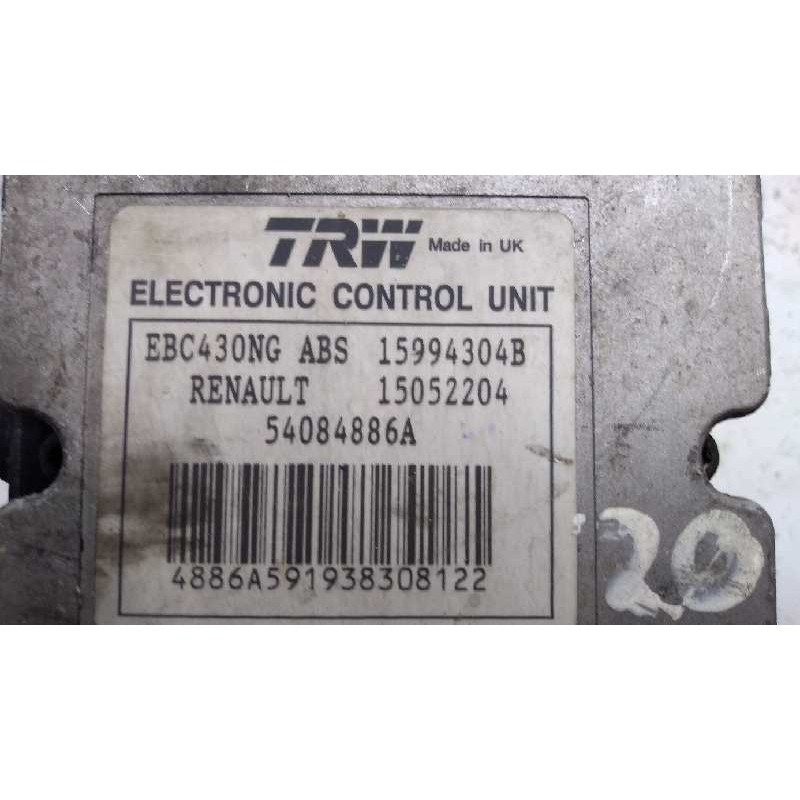 TRW Made in UK
ELECTRONIC CONTROL UNIT
EBC430NG ABS 15994304B
RENAULT 15052204
54084886A
4886A591938308122
20